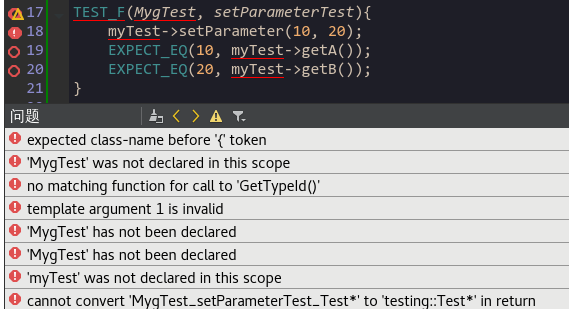 17 TEST_F(MygTest, setParameterTest){
18 myTest->setParameter(10, 20);
19 EXPECT_EQ(10, myTest->getA());
20 EXPECT_EQ(20, myTest->getB());
21 }
问题
expected class-name before '{' token
'MygTest' was not declared in this scope
no matching function for call to 'GetTypeId()'
template argument 1 is invalid
'MygTest' has not been declared
'MygTest' has not been declared
'myTest' was not declared in this scope
cannot convert 'MygTest_setParameterTest_Test*' to 'testing::Test*' in return